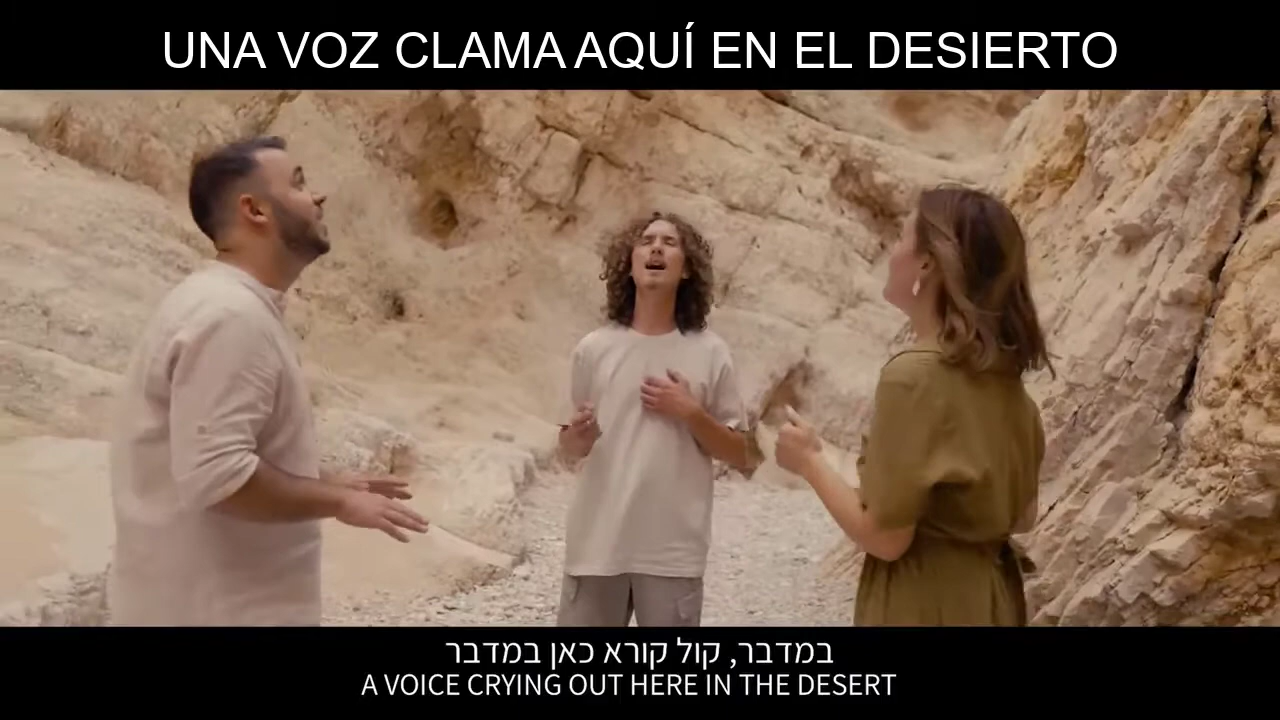 UNA VOZ CLAMA AQUÍ EN EL DESIERTO
במדבר, קול קורא כאן במדבר
A VOICE CRYING OUT HERE IN THE DESERT